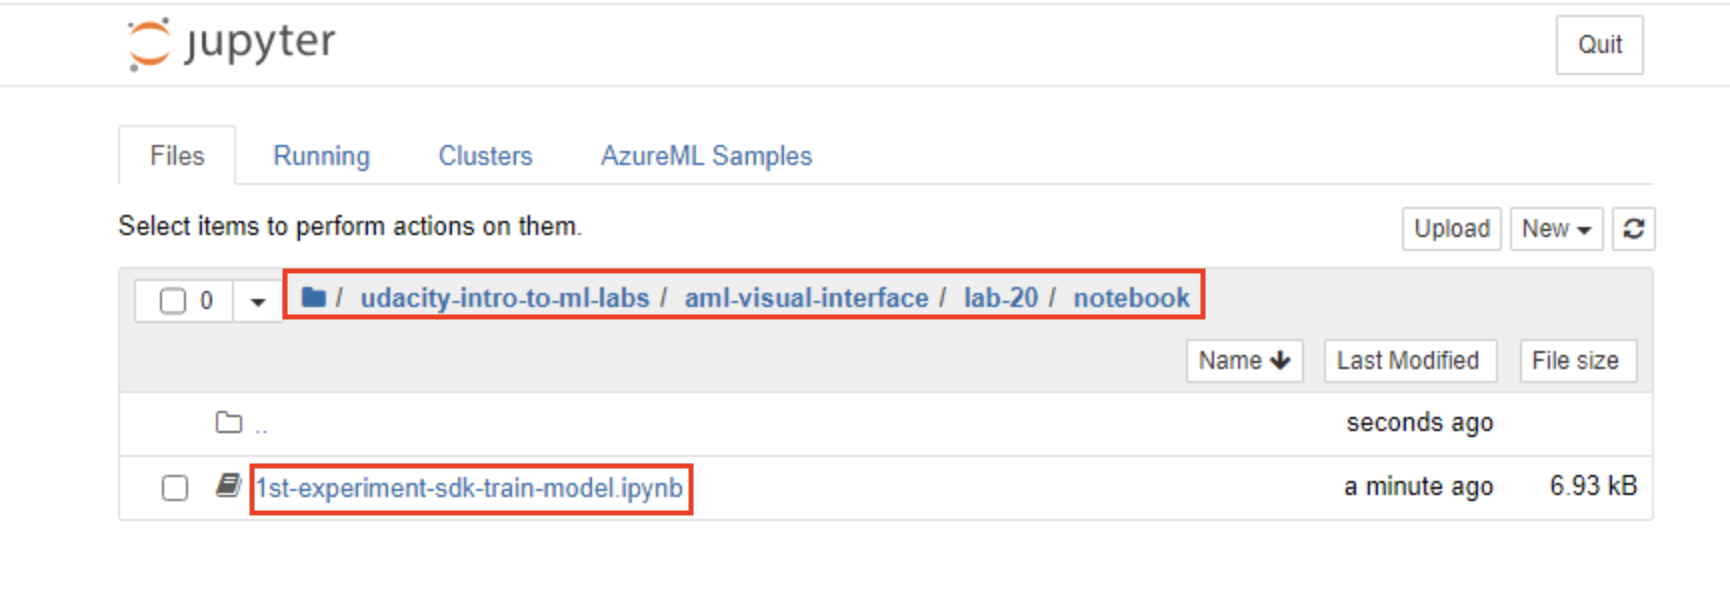 jupyter Quit
Files Running Clusters AzureML Samples
Select items to perform actions on them. Upload New
0 / udacity-intro-to-ml-labs / aml-visual-interface / lab-20 / notebook
Name Last Modified File size
.. seconds ago
1st-experiment-sdk-train-model.ipynb a minute ago 6.93 kB